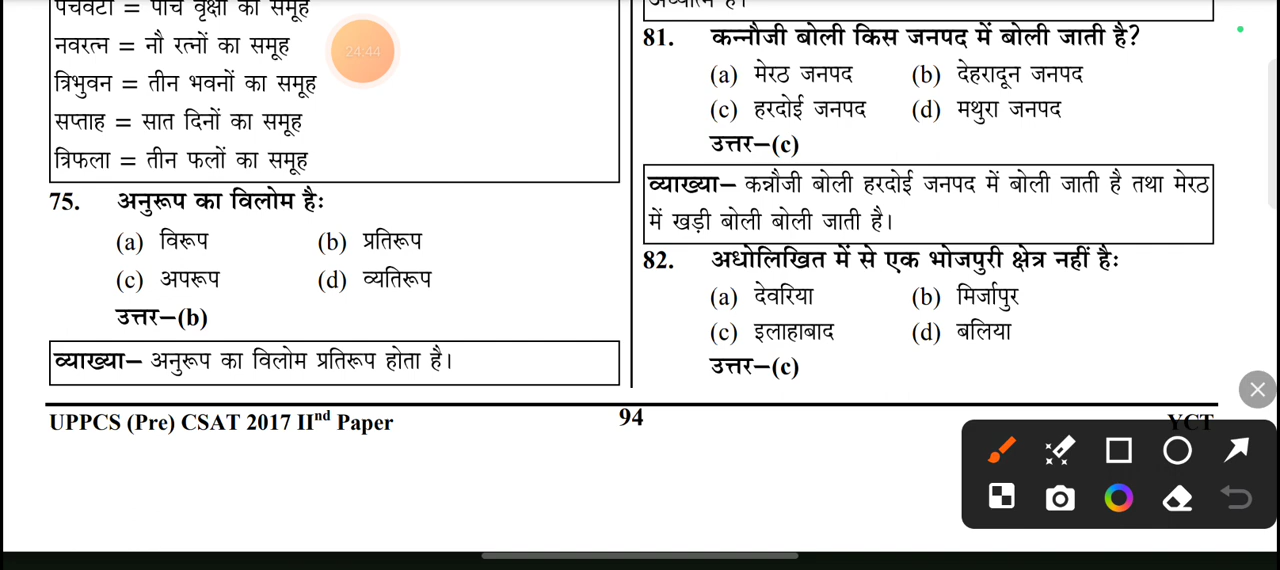 पंचवटी = पाँच वृक्षों का समूह
नवरत्न = नौ रत्नों का समूह
त्रिभुवन = तीन भवनों का समूह
सप्ताह = सात दिनों का समूह
त्रिफला = तीन फलों का समूह
75. अनुरूप का विलोम हैः
(a) विरूप (b) प्रतिरूप
(c) अपरूप (d) व्यतिरूप
उत्तर–(b)
व्याख्या– अनुरूप का विलोम प्रतिरूप होता है।
24:44
अध्यात्म है।
81. कन्नौजी बोली किस जनपद में बोली जाती है?
(a) मेरठ जनपद (b) देहरादून जनपद
(c) हरदोई जनपद (d) मथुरा जनपद
उत्तर–(c)
व्याख्या– कन्नौजी बोली हरदोई जनपद में बोली जाती है तथा मेरठ
में खड़ी बोली बोली जाती है।
82. अधोलिखित में से एक भोजपुरी क्षेत्र नहीं हैः
(a) देवरिया (b) मिर्जापुर
(c) इलाहाबाद (d) बलिया
उत्तर–(c)
UPPCS (Pre) CSAT 2017 IInd Paper 94 YCT